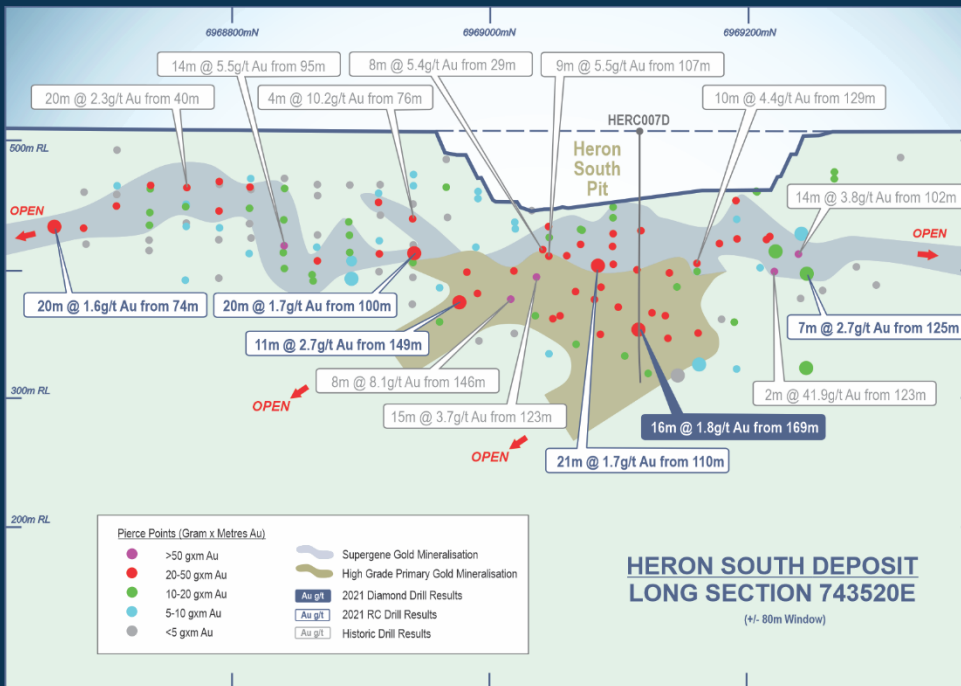 6968800mN
6969000mN
6969200mN
14m @ 5.5g/t Au from 95m
8m @ 5.4g/t Au from 29m
9m @ 5.5g/t Au from 107m
20m @ 2.3g/t Au from 40m
4m @ 10.2g/t Au from 76m
10m @ 4.4g/t Au from 129m
HERC007D
500m RL
Heron
South
Pit
14m @ 3.8g/t Au from 102m
OPEN
OPEN
20m @ 1.6g/t Au from 74m
20m @ 1.7g/t Au from 100m
7m @ 2.7g/t Au from 125m
11m @ 2.7g/t Au from 149m
8m @ 8.1g/t Au from 146m
2m @ 41.9g/t Au from 123m
300m RL
OPEN
15m @ 3.7g/t Au from 123m
16m @ 1.8g/t Au from 169m
OPEN
21m @ 1.7g/t Au from 110m
200m RL
Pierce Points (Gram x Metres Au)
>50 gxm Au
20-50 gxm Au
10-20 gxm Au
5-10 gxm Au
<5 gxm Au
Supergene Gold Mineralisation
High Grade Primary Gold Mineralisation
Au g/t 2021 Diamond Drill Results
Au g/t 2021 RC Drill Results
Au g/t Historic Drill Results
HERON SOUTH DEPOSIT
LONG SECTION 743520E
(+/- 80m Window)